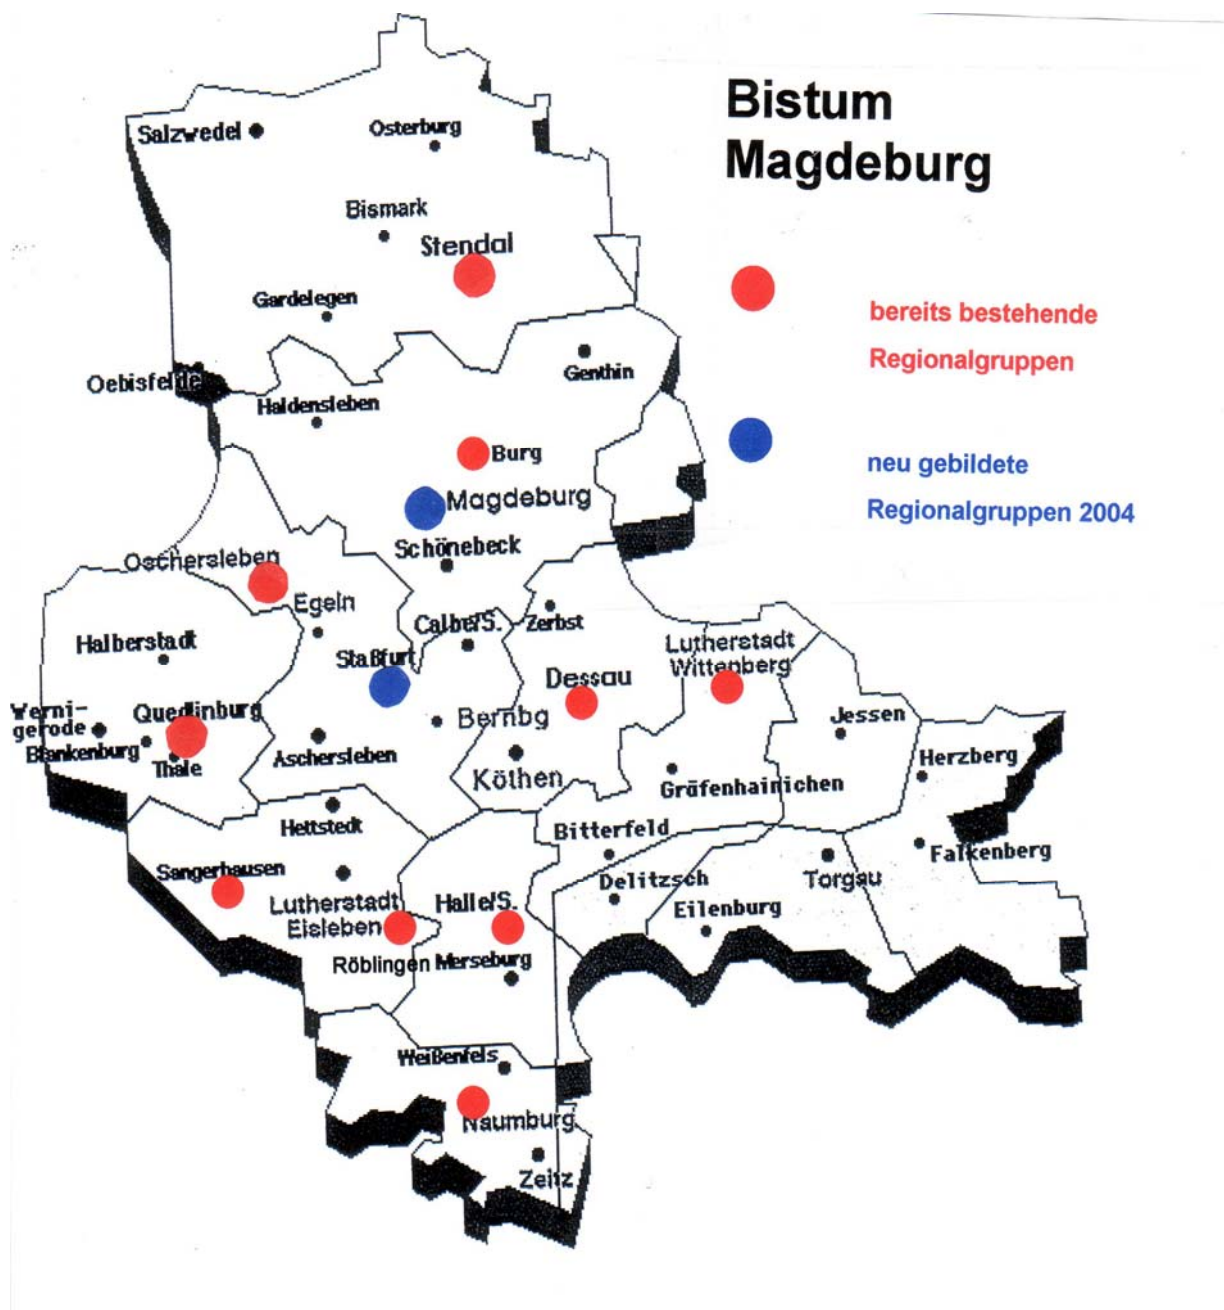 Bistum
Magdeburg
bereits bestehende
Regionalgruppen
neu gebildete
Regionalgruppen 2004
Salzwedel
Osterburg
Bismark
Stendal
Gardelegen
Oebisfelde
Genthin
Haldensleben
Burg
Magdeburg
Schönebeck
Oschersleben
Egeln
Calbe/S.
Zerbst
Halberstadt
Staßfurt
Lutherstadt
Wittenberg
Dessau
Werni-
gerode
Quedlinburg
Bernbg
Jessen
Blankenburg
Thale
Aschersleben
Köthen
Herzberg
Gräfenhainichen
Hettstedt
Bitterfeld
Falkenberg
Sangerhausen
Delitzsch
Torgau
Lutherstadt
Eisleben
Halle/S.
Eilenburg
Röblingen
Merseburg
Weißenfels
Naumburg
Zeitz